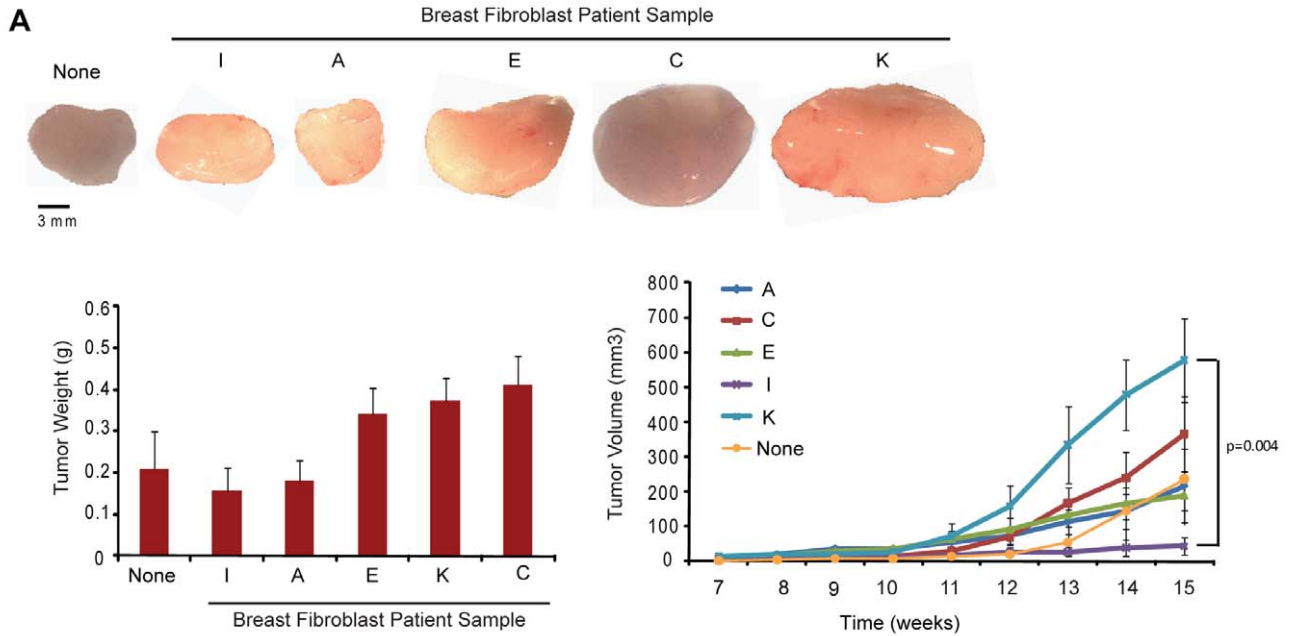 A
Breast Fibroblast Patient Sample
None
I
A
E
C
K
3 mm
Tumor Weight (g)
0.6
0.5
0.4
0.3
0.2
0.1
0
None
I
A
E
K
C
Breast Fibroblast Patient Sample
Tumor Volume (mm3)
800
700
600
500
400
300
200
100
0
A
C
E
I
K
None
p=0.004
7
8
9
10
11
12
13
14
15
Time (weeks)